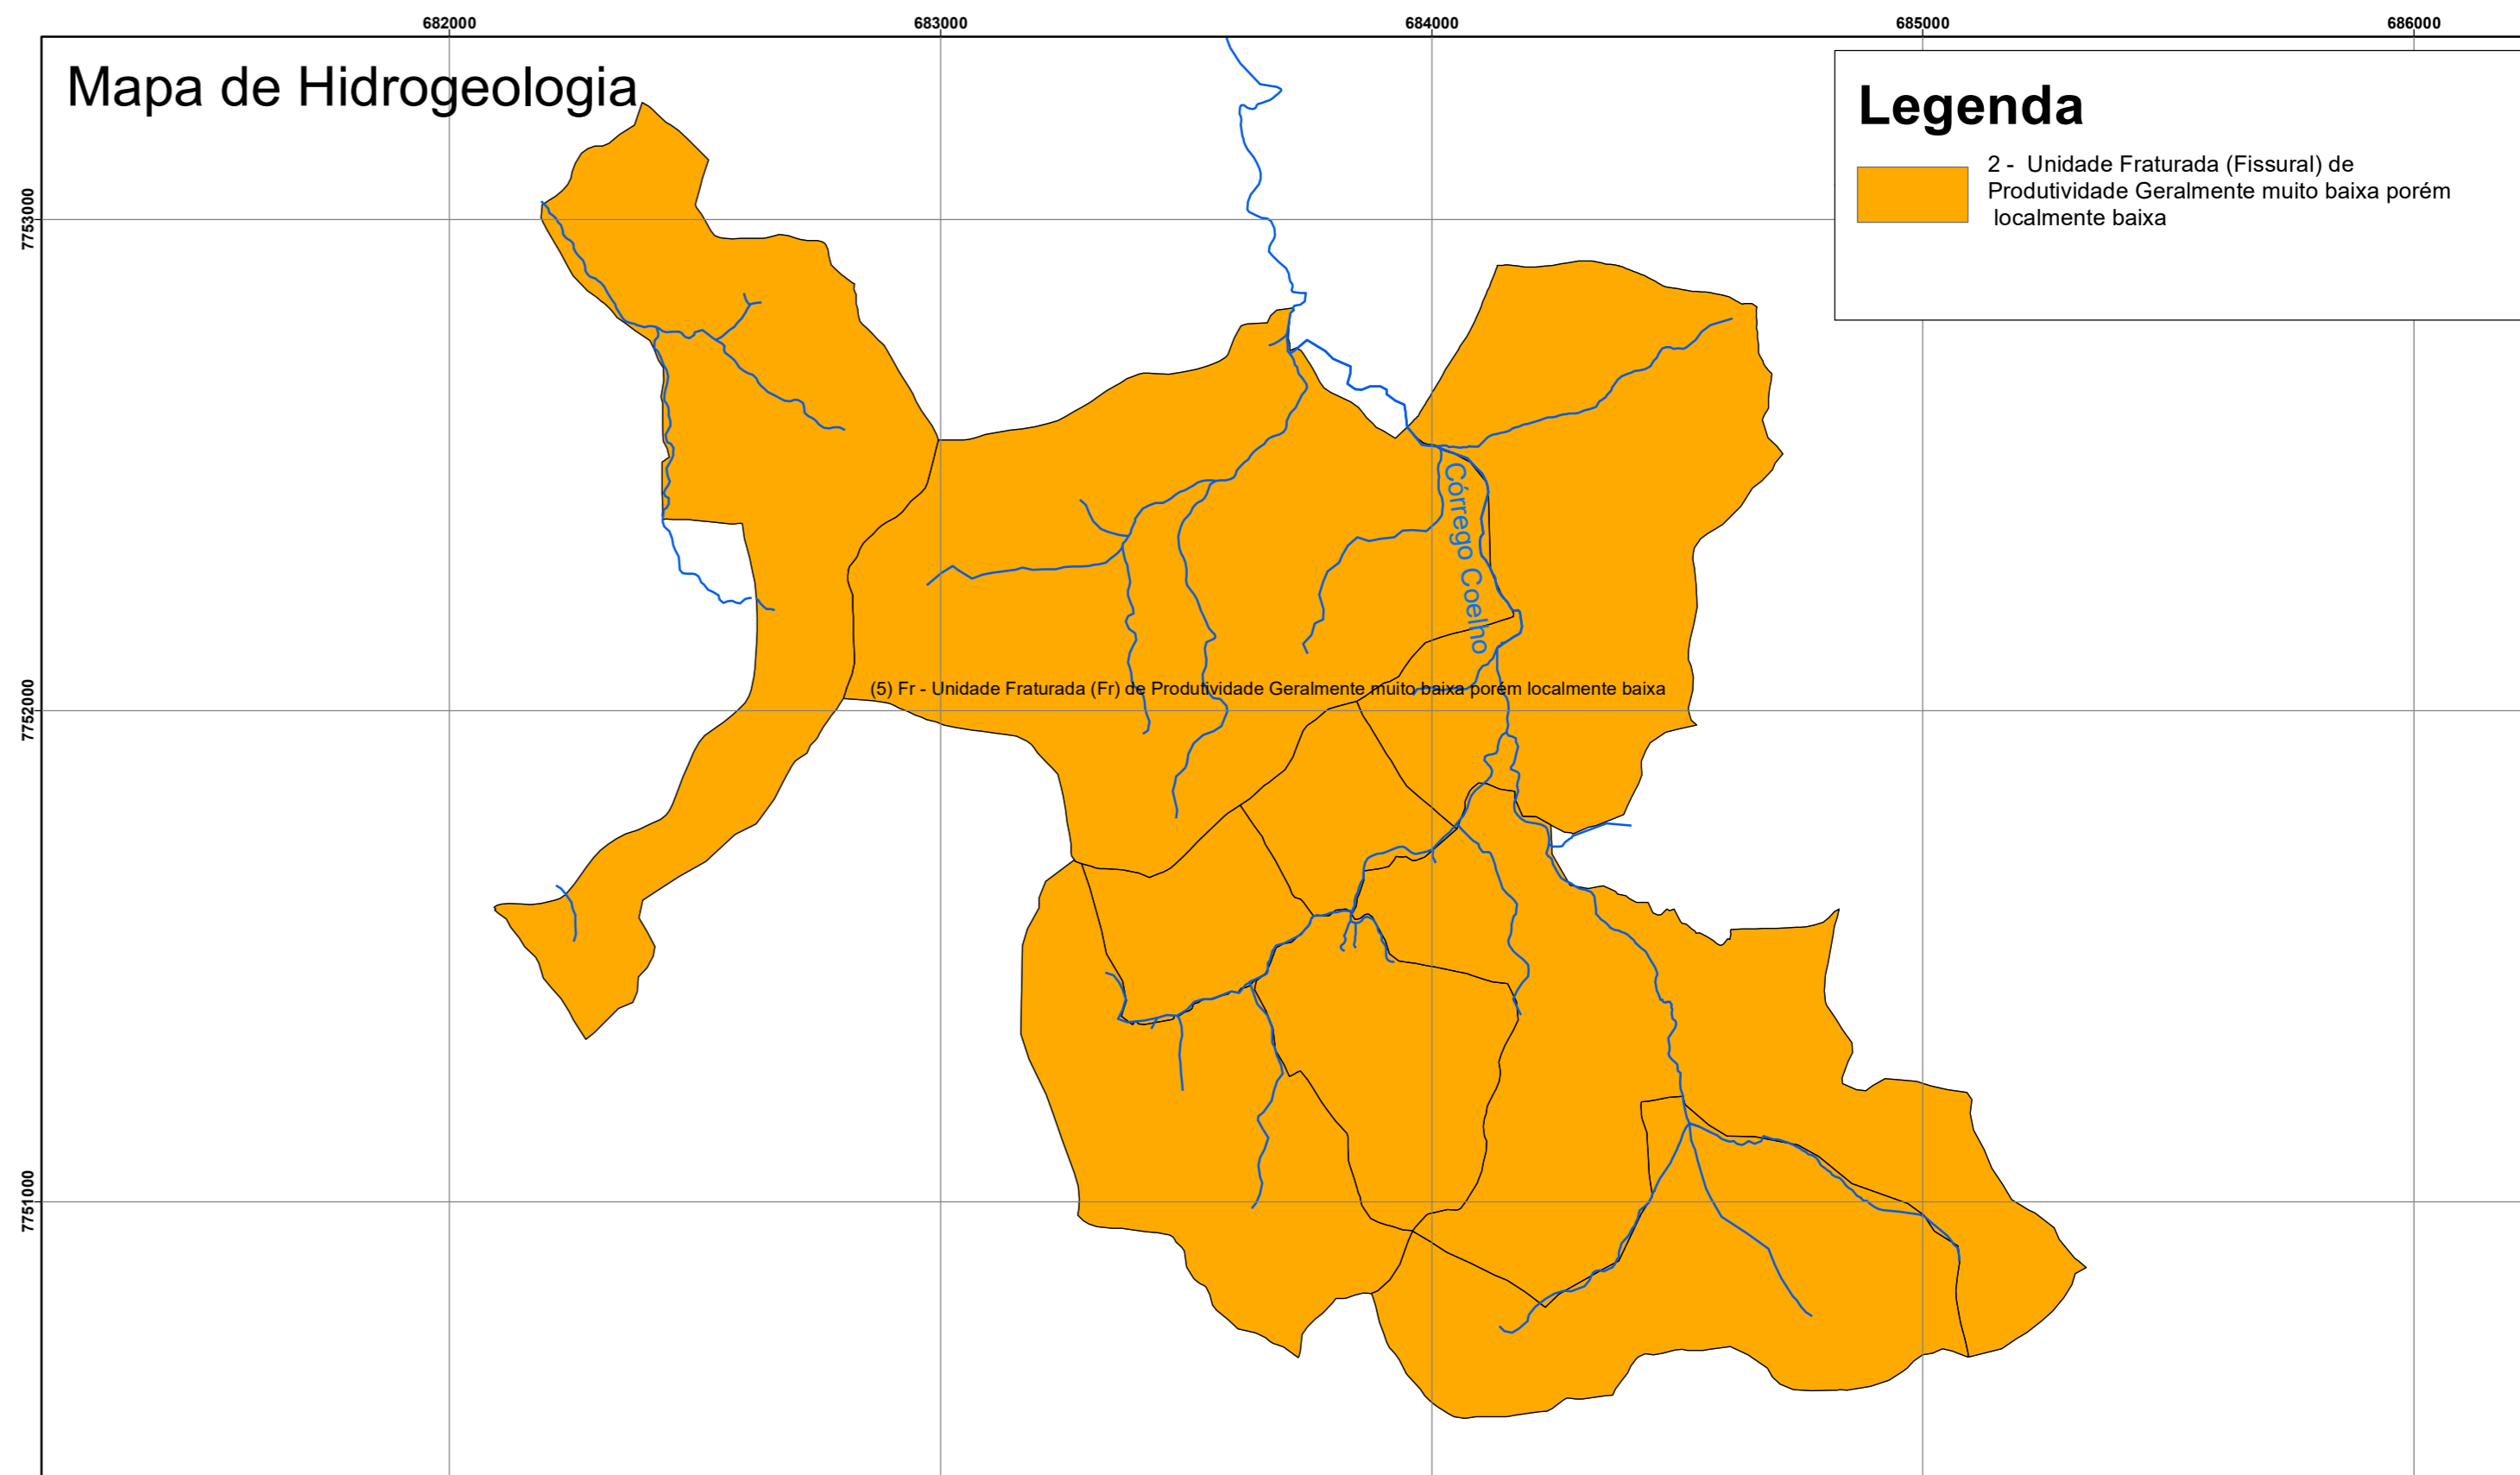 682000 683000 684000 685000 686000
Mapa de Hidrogeologia
Legenda
2 - Unidade Fraturada (Fissural) de
Produtividade Geralmente muito baixa porém
localmente baixa
7753000
Córrego Coelho
(5) Fr - Unidade Fraturada (Fr) de Produtividade Geralmente muito baixa porém localmente baixa
7752000
7751000